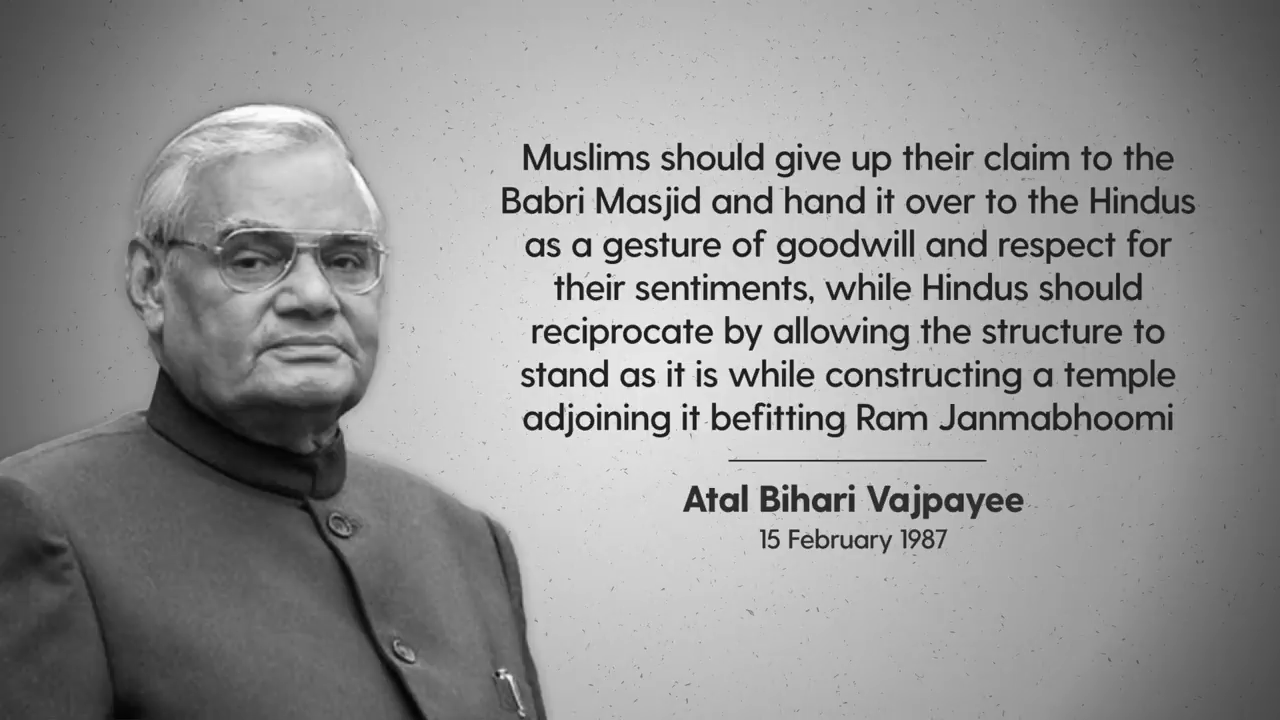 Muslims should give up their claim to the
Babri Masjid and hand it over to the Hindus
as a gesture of goodwill and respect for
their sentiments, while Hindus should
reciprocate by allowing the structure to
stand as it is while constructing a temple
adjoining it befitting Ram Janmabhoomi
Atal Bihari Vajpayee
15 February 1987